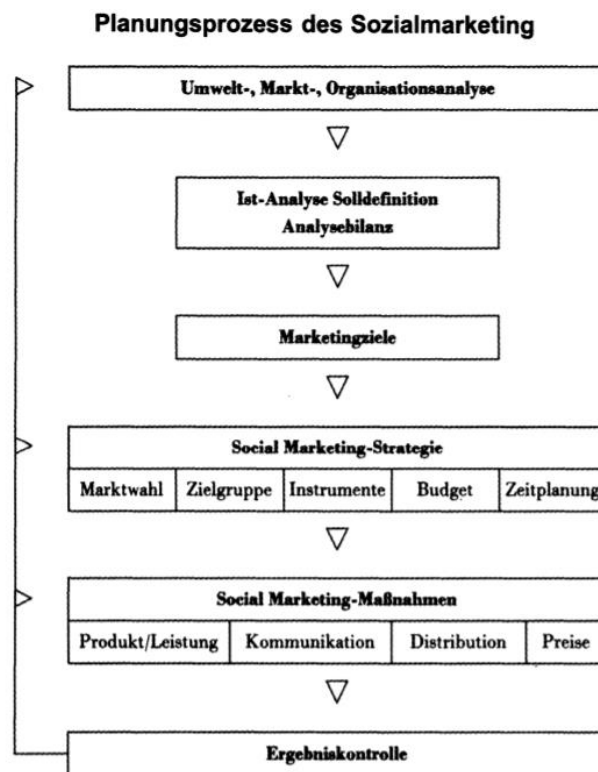 Planungsprozess des Sozialmarketing
Umwelt-, Markt-, Organisationsanalyse
Ist-Analyse Solldefinition
Analysebilanz
Marketingziele
Social Marketing-Strategie
Marktwahl Zielgruppe Instrumente Budget Zeitplanung
Social Marketing-Maßnahmen
Produkt/Leistung Kommunikation Distribution Preise
Ergebniskontrolle